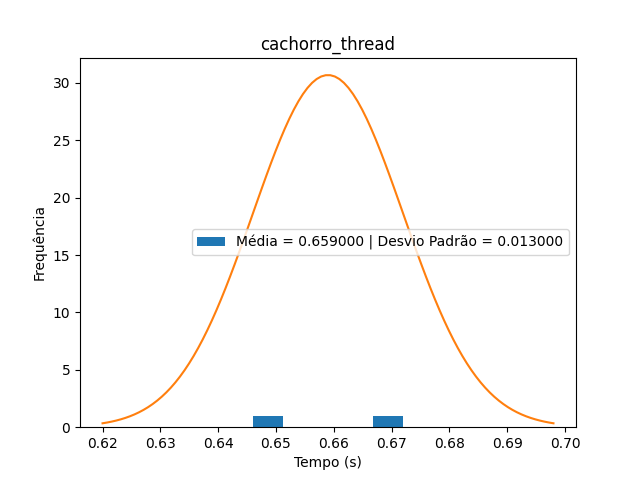 cachorro_thread
Frequência
30
25
20
15
10
5
0
Média = 0.659000 | Desvio Padrão = 0.013000
0.62 0.63 0.64 0.65 0.66 0.67 0.68 0.69 0.70
Tempo (s)